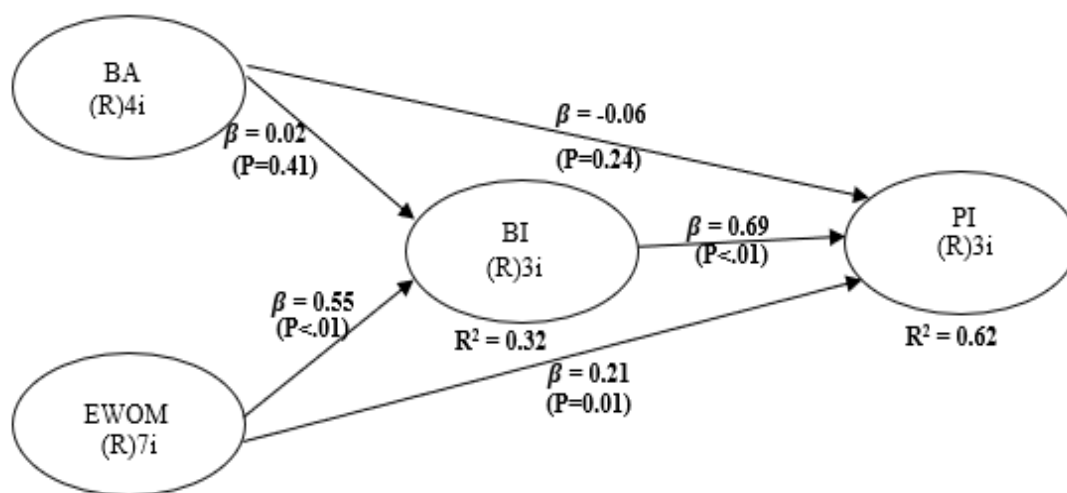 BA
(R)4i
β = 0.02
(P=0.41)
β = -0.06
(P=0.24)
BI
(R)3i
R² = 0.32
β = 0.69
(P<.01)
PI
(R)3i
R² = 0.62
β = 0.55
(P<.01)
β = 0.21
(P=0.01)
EWOM
(R)7i